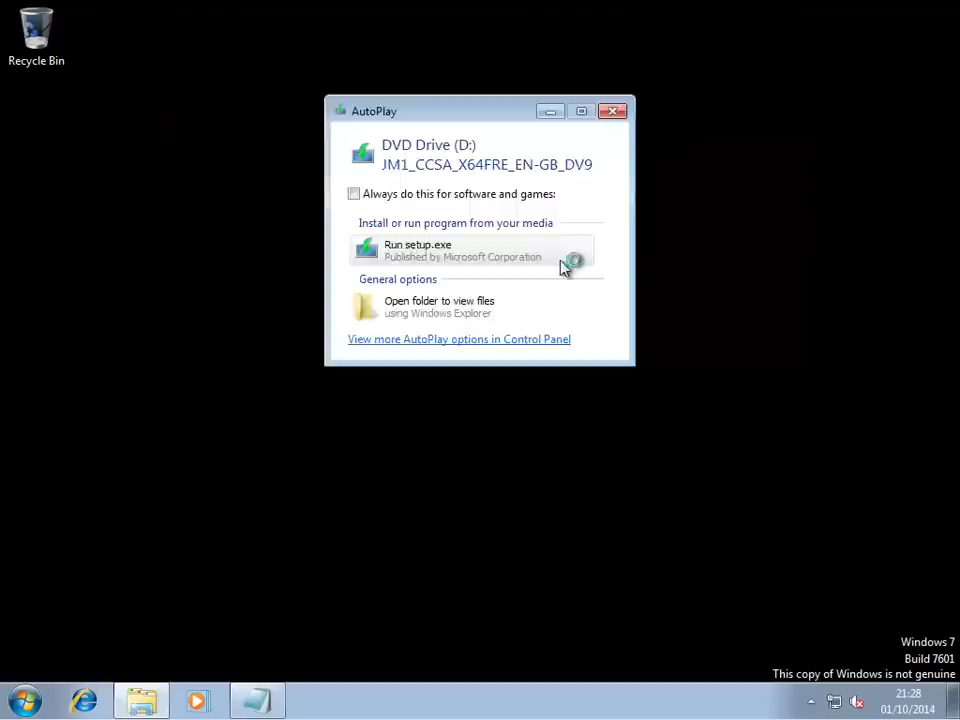 Recycle Bin
AutoPlay
DVD Drive (D:)
JM1_CCSA_X64FRE_EN-GB_DV9
Always do this for software and games:
Install or run program from your media
Run setup.exe
Published by Microsoft Corporation
General options
Open folder to view files
using Windows Explorer
View more AutoPlay options in Control Panel
Windows 7
Build 7601
This copy of Windows is not genuine
21:28
01/10/2014